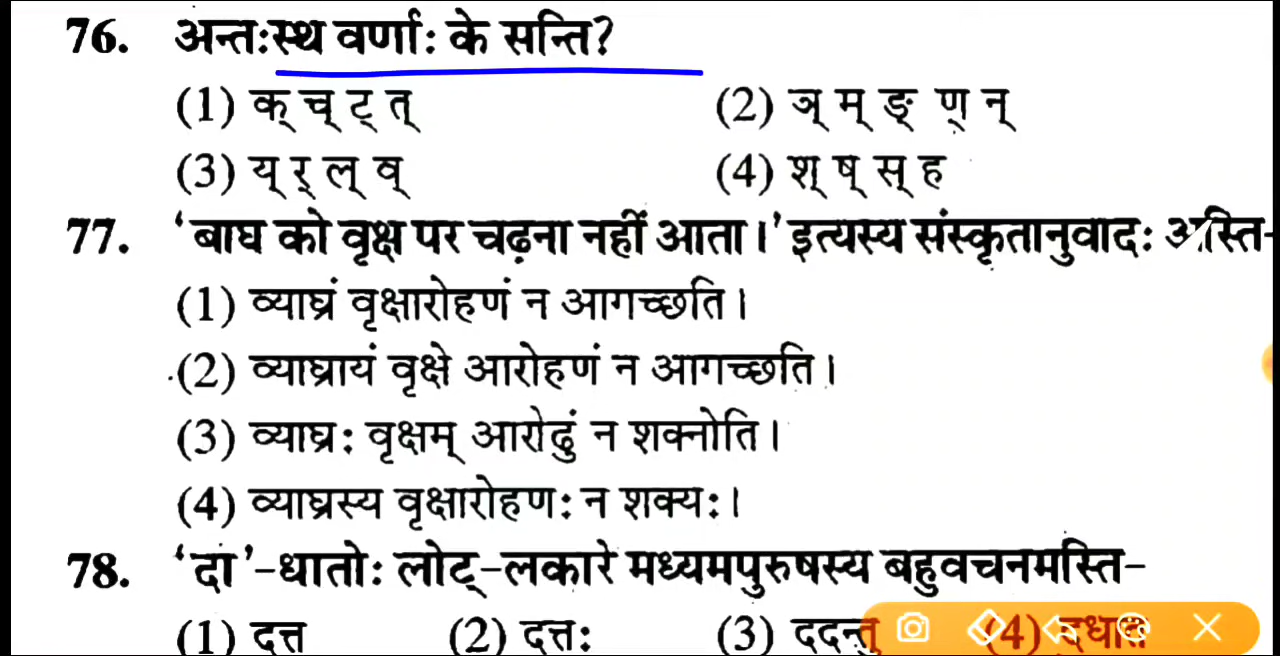 76. अन्तःस्थ वर्णाः के सन्ति?
(1) क् च् ट् त् (2) ञ् म् ङ् ण् न्
(3) य् र् ल् व् (4) श् ष् स् ह
77. ‘बाघ को वृक्ष पर चढ़ना नहीं आता।’ इत्यस्य संस्कृतानुवादः अस्ति-
(1) व्याघ्रं वृक्षारोहणं न आगच्छति।
(2) व्याघ्रायं वृक्षे आरोहणं न आगच्छति।
(3) व्याघ्रः वृक्षम् आरोढुं न शक्नोति।
(4) व्याघ्रस्य वृक्षारोहणः न शक्यः।
78. ‘दा’-धातोः लोट्-लकारे मध्यमपुरुषस्य बहुवचनमस्ति-
(1) दत्त (2) दत्तः (3) ददन्तु (4)